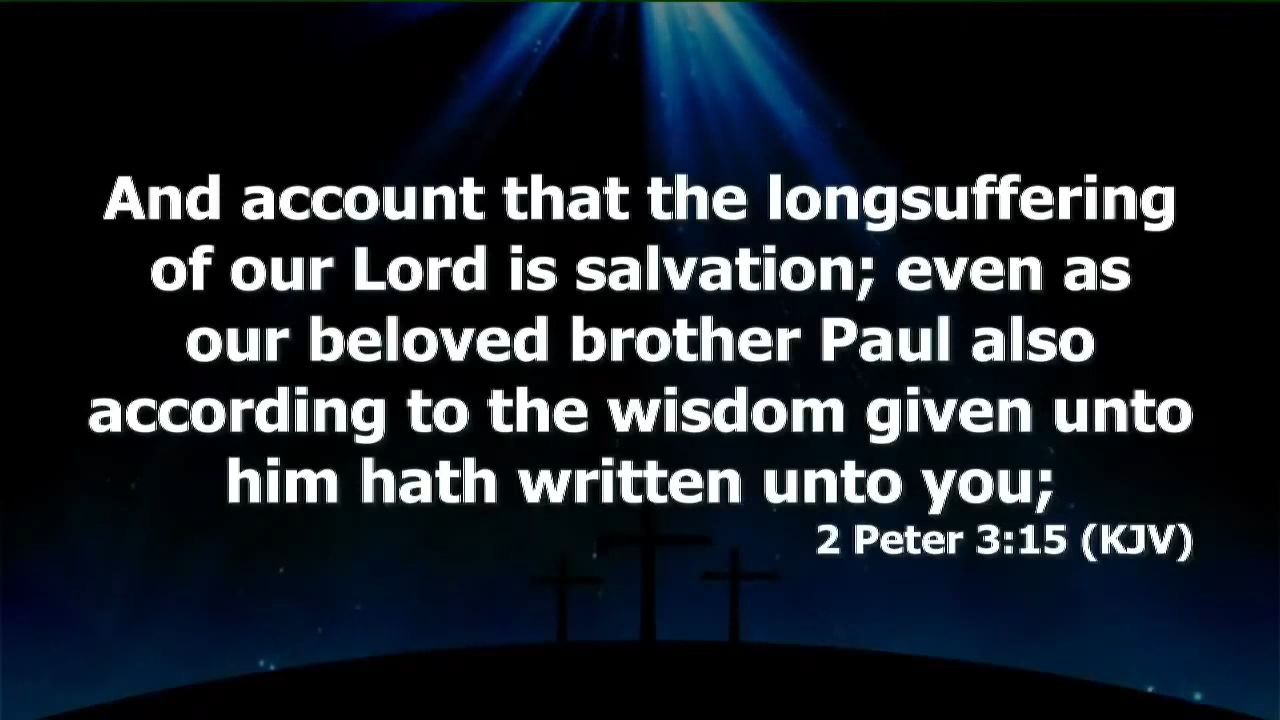 And account that the longsuffering
of our Lord is salvation; even as
our beloved brother Paul also
according to the wisdom given unto
him hath written unto you;
2 Peter 3:15 (KJV)